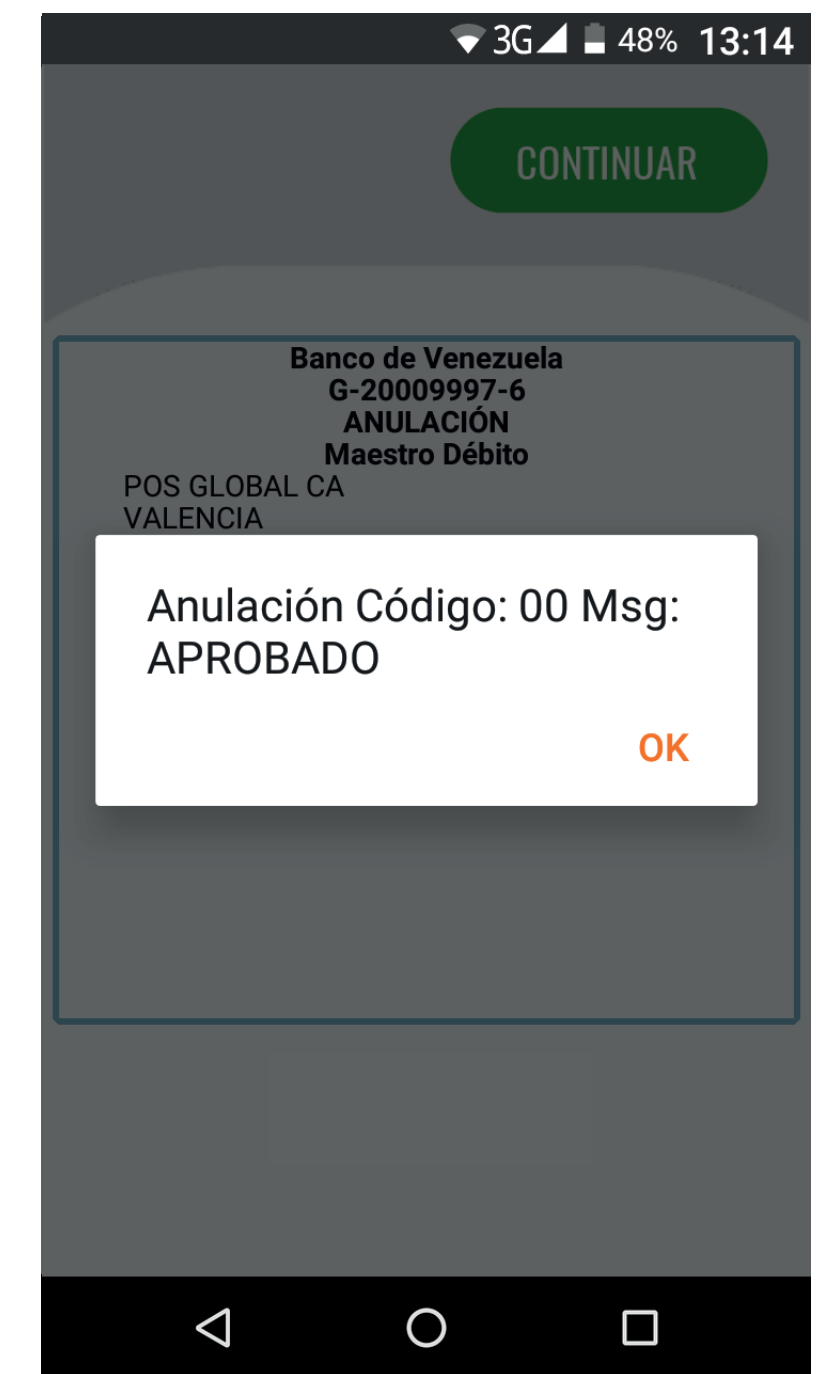 3G 48% 13:14
CONTINUAR
Banco de Venezuela
G-20009997-6
ANULACIÓN
Maestro Débito
POS GLOBAL CA
VALENCIA
Anulación Código: 00 Msg:
APROBADO
OK